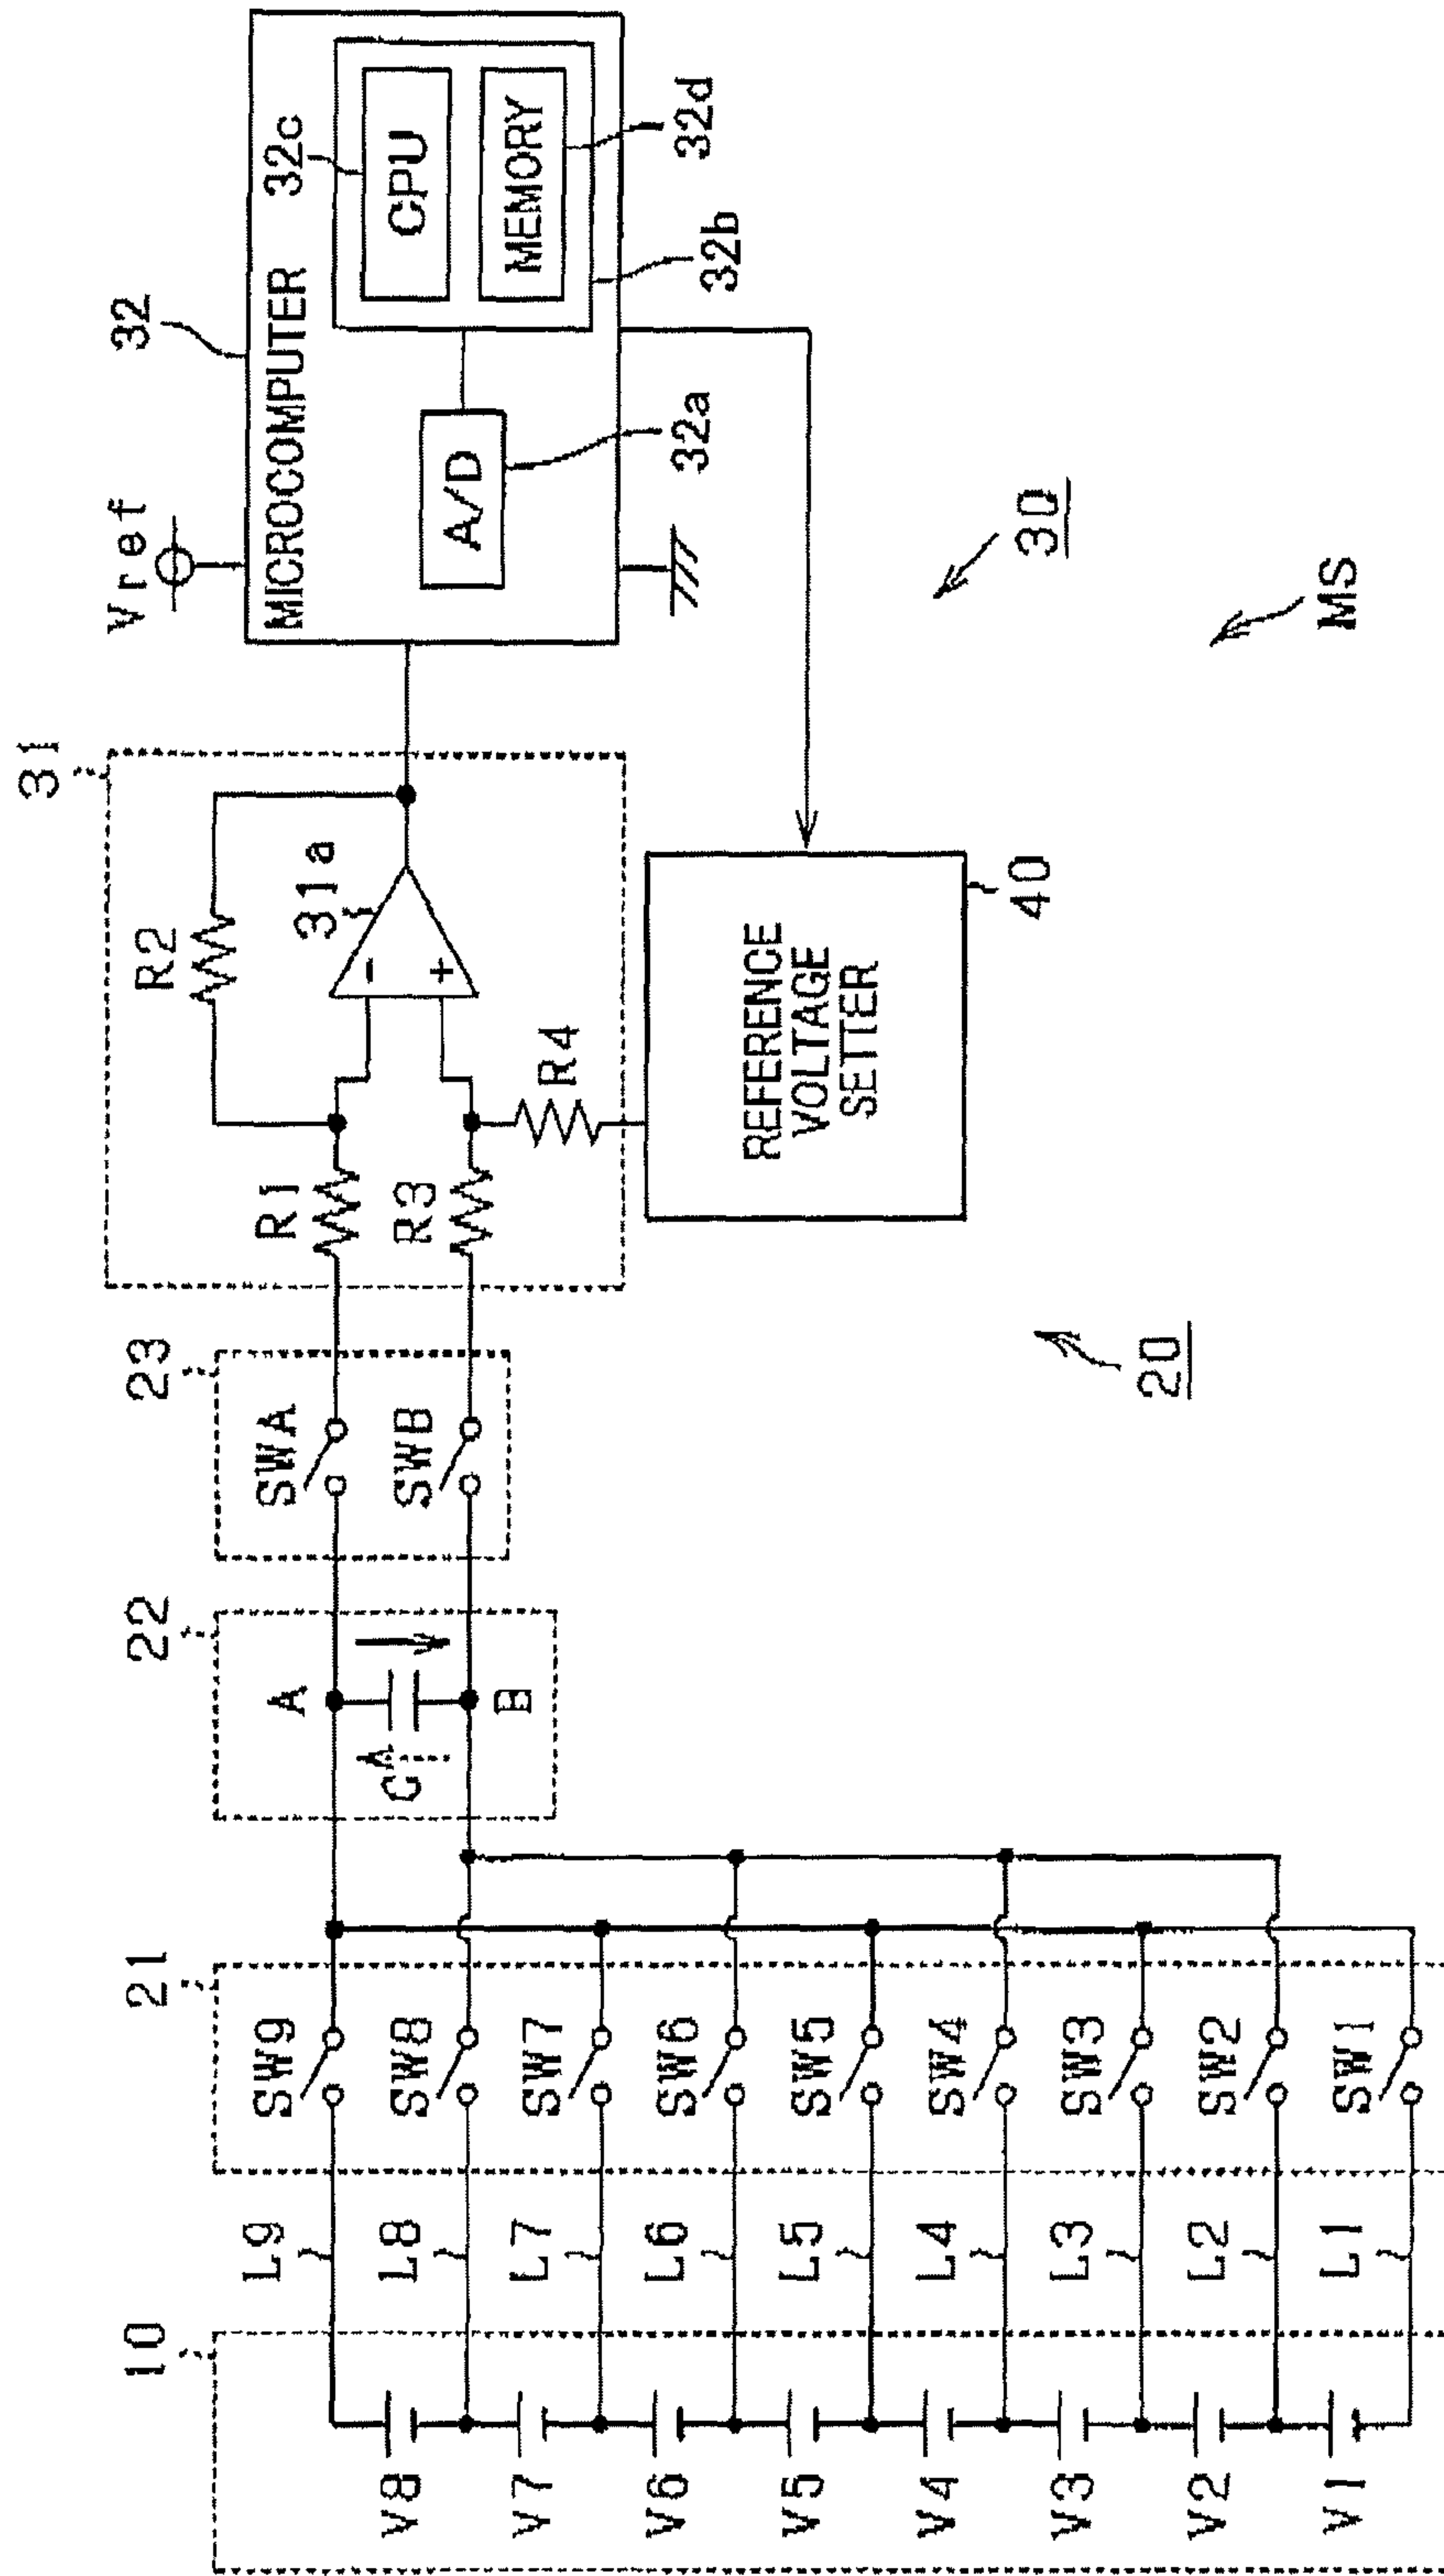 Vref
32
MICROCOMPUTER
32c
CPU
MEMORY
32d
32b
A/D
32a
31
R2
31a
-
+
R1
R3
R4
REFERENCE
VOLTAGE
SETTER
40
30
MS
20
23
SWA
SWB
22
A
C
B
21
SW9
SW8
SW7
SW6
SW5
SW4
SW3
SW2
SW1
L9
L8
L7
L6
L5
L4
L3
L2
L1
10
V8
V7
V6
V5
V4
V3
V2
V1